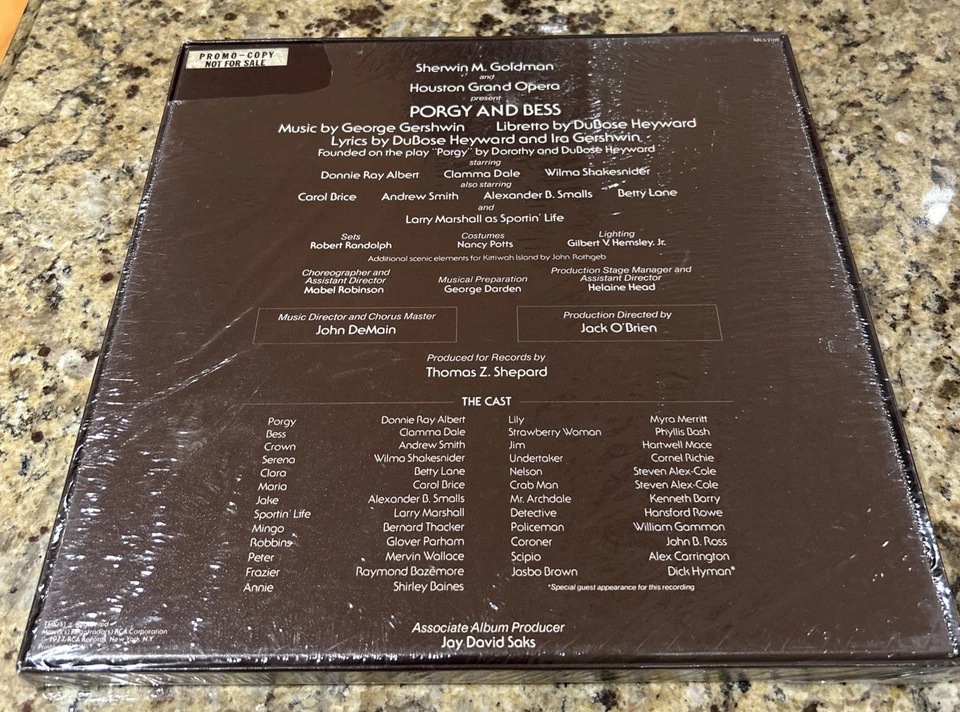 PROMO-COPY
NOT FOR SALE
Sherwin M. Goldman
and
Houston Grand Opera
present
PORGY AND BESS
Music by George Gershwin Libretto by DuBose Heyward
Lyrics by DuBose Heyward and Ira Gershwin
Founded on the play "Porgy" by Dorothy and DuBose Heyward
starring
Donnie Ray Albert Clamma Dale Wilma Shakesnider
also starring
Carol Brice Andrew Smith Alexander B. Smalls Betty Lane
and
Larry Marshall as Sportin' Life
Sets Costumes Lighting
Robert Randolph Nancy Potts Gilbert V. Hemsley, Jr.
Additional scenic elements for Kittiwah Island by John Rothgeb
Choreographer and
Assistant Director
Mabel Robinson
Musical Preparation
George Darden
Production Stage Manager and
Assistant Director
Helaine Head
Music Director and Chorus Master
John DeMain
Production Directed by
Jack O'Brien
Produced for Records by
Thomas Z. Shepard
THE CAST
Porgy Donnie Ray Albert Lily Myra Merritt
Bess Clamma Dale Strawberry Woman Phyllis Bash
Crown Andrew Smith Jim Hartwell Mace
Serena Wilma Shakesnider Undertaker Cornel Richie
Clara Betty Lane Nelson Steven Alex-Cole
Maria Carol Brice Crab Man Steven Alex-Cole
Jake Alexander B. Smalls Mr. Archdale Kenneth Barry
Sportin' Life Larry Marshall Detective Hansford Rowe
Mingo Bernard Thacker Policeman William Gammon
Robbins Glover Parham Coroner John B. Ross
Peter Mervin Wallace Scipio Alex Carrington
Frazier Raymond Bazemore Jasbo Brown Dick Hyman*
Annie Shirley Baines *Special guest appearance for this recording
Associate Album Producer
Jay David Saks
RCA Corporation
1977 RCA Records, New York, N.Y.